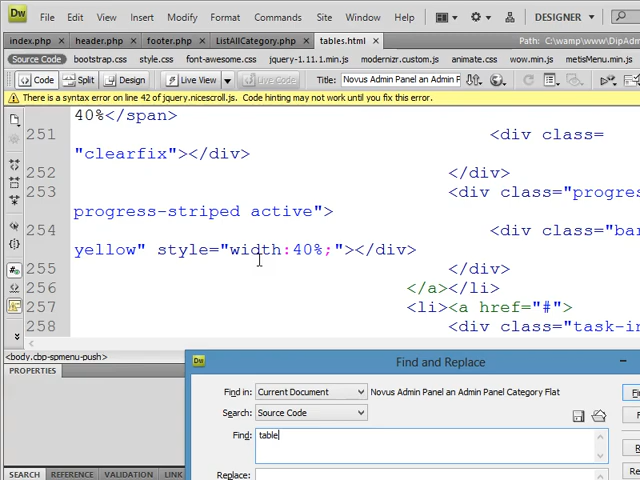 Dw File Edit View Insert Modify Format Commands Site Window Help DESIGNER
index.php × header.php × footer.php × ListAllCategory.php × tables.html × Path: C:\wamp\www\DipAdm
Source Code bootstrap.css style.css jquery-1.11.1.min.js modernizr.custom.js animate.css wow.min.js metisMenu.min.js
Code Split Design Live View Live Code Title: Novus Admin Panel an Admin P
There is a syntax error on line 42 of jquery.nicescroll.js. Code hinting may not work until you fix this error.
40%</span>
251 <div class=
"clearfix"></div>
252 </div>
253 <div class="progres
progress-striped active">
254 <div class="bar
yellow" style="width:40%;"></div>
255 </div>
256 </a></li>
257 <li><a href="#">
258 <div class="task-in
<body.cbp-spmenu-push>
PROPERTIES
Dw Find and Replace
Find in: Current Document Novus Admin Panel an Admin Panel Category Flat
Search: Source Code
Find: table
Replace:
SEARCH REFERENCE VALIDATION LINK